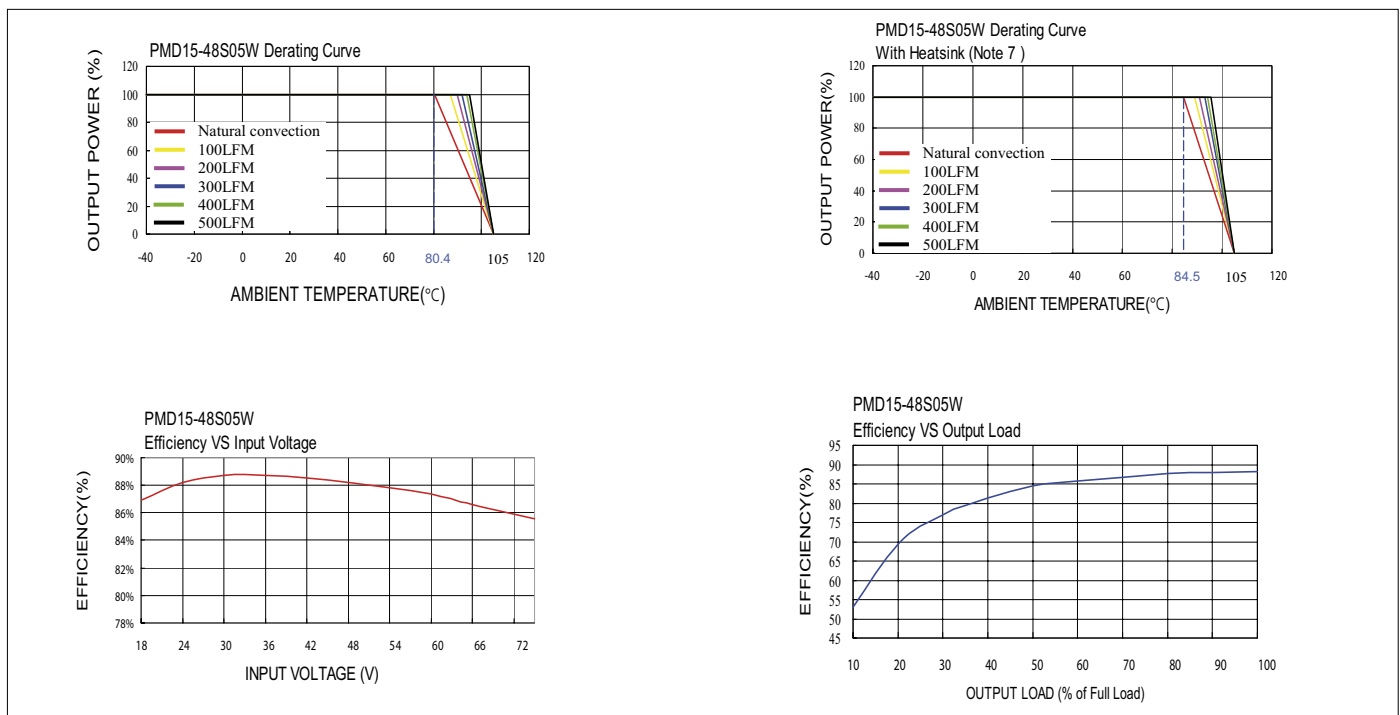 PMD15-48S05W Derating Curve
OUTPUT POWER (%)
120
100
80
60
40
20
0
Natural convection
100LFM
200LFM
300LFM
400LFM
500LFM
-40
-20
0
20
40
60
80.4
105
120
AMBIENT TEMPERATURE(°C)
PMD15-48S05W Derating Curve
With Heatsink (Note 7 )
OUTPUT POWER(%)
120
100
80
60
40
20
0
Natural convection
100LFM
200LFM
300LFM
400LFM
500LFM
-40
-20
0
20
40
60
84.5
105
120
AMBIENT TEMPERATURE(°C)
PMD15-48S05W
Efficiency VS Input Voltage
EFFICIENCY(%)
90%
88%
86%
84%
82%
80%
78%
18
24
30
36
42
48
54
60
66
72
INPUT VOLTAGE (V)
PMD15-48S05W
Efficiency VS Output Load
EFFICIENCY(%)
95
90
85
80
75
70
65
60
55
50
45
10
20
30
40
50
60
70
80
90
100
OUTPUT LOAD (% of Full Load)